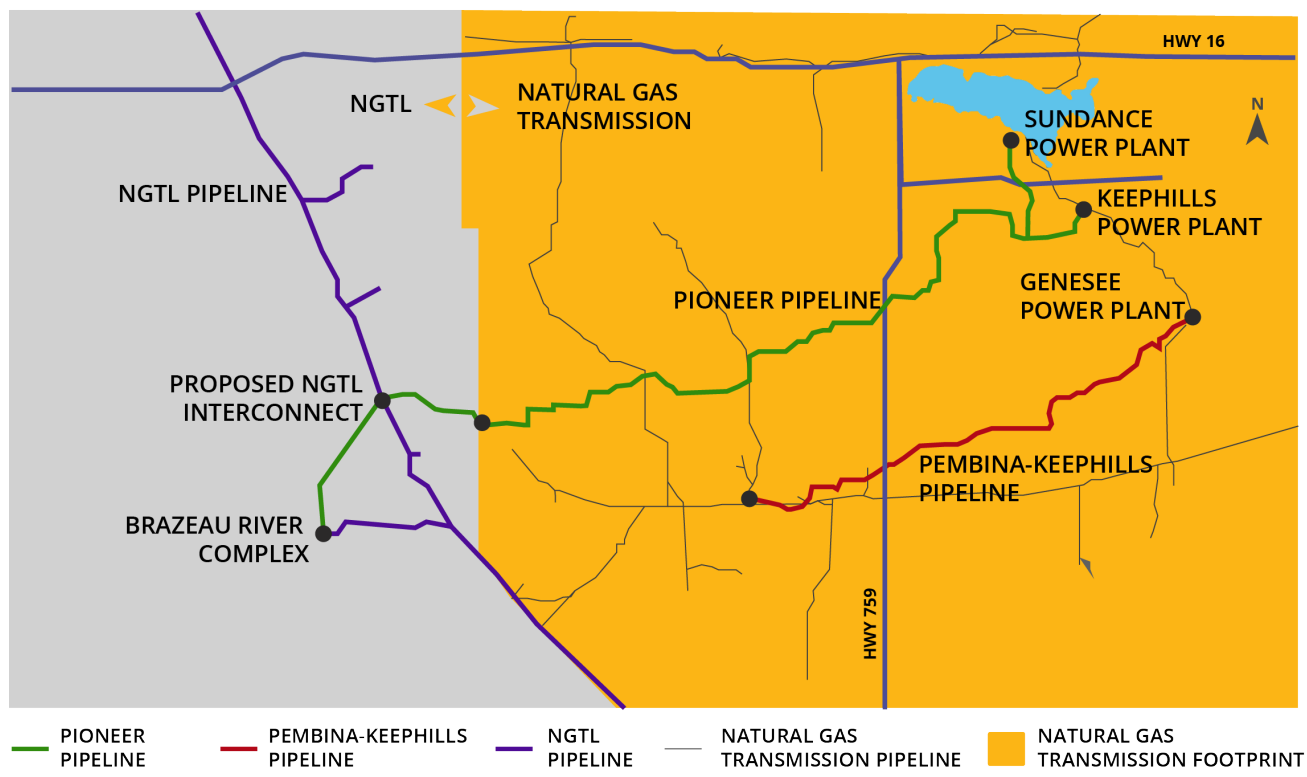 HWY 16
NGTL
NATURAL GAS
TRANSMISSION
N
SUNDANCE
POWER PLANT
NGTL PIPELINE
KEEPHILLS
POWER PLANT
GENESEE
POWER PLANT
PIONEER PIPELINE
PROPOSED NGTL
INTERCONNECT
PEMBINA-KEEPHILLS
PIPELINE
BRAZEAU RIVER
COMPLEX
HWY 759
PIONEER
PIPELINE
PEMBINA-KEEPHILLS
PIPELINE
NGTL
PIPELINE
NATURAL GAS
TRANSMISSION PIPELINE
NATURAL GAS
TRANSMISSION FOOTPRINT